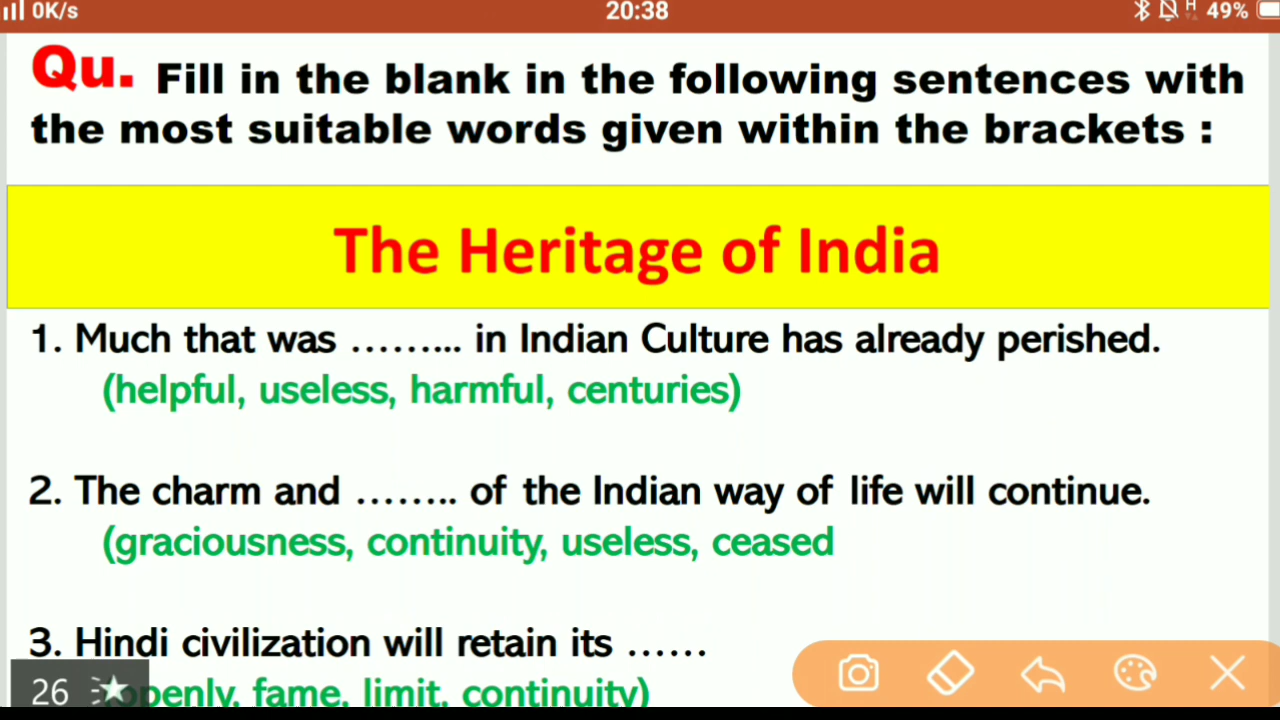 0K/s 20:38 H 49%
Qu. Fill in the blank in the following sentences with
the most suitable words given within the brackets :
The Heritage of India
1. Much that was ……... in Indian Culture has already perished.
(helpful, useless, harmful, centuries)
2. The charm and …….. of the Indian way of life will continue.
(graciousness, continuity, useless, ceased
3. Hindi civilization will retain its ……
openly, fame, limit, continuity)
26